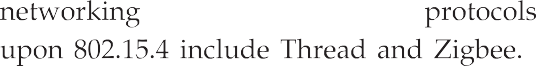 networking protocols
upon 802.15.4 include Thread and Zigbee.